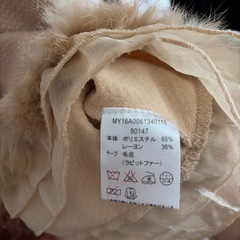 MY16A0061340110
50147
本体 ポリエステル 65%
レーヨン 35%
テープ 毛皮
(ラビットファー)